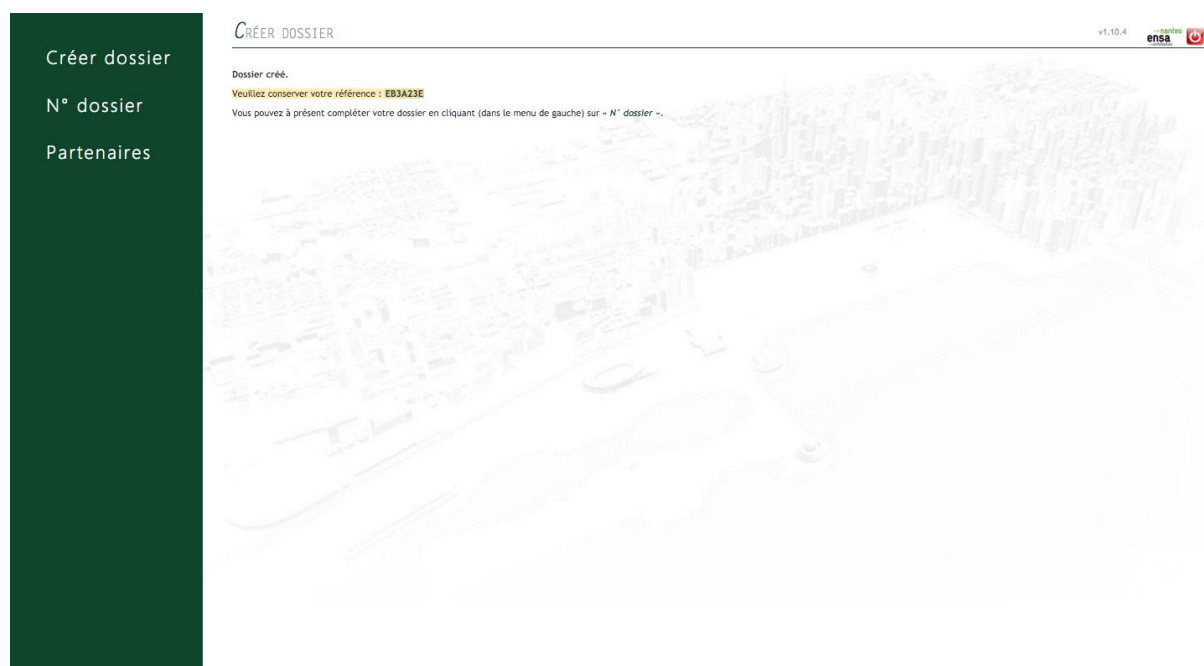 Créer dossier
N° dossier
Partenaires
CRÉER DOSSIER
v1.10.4
nantes
ensa
Dossier créé.
Veuillez conserver votre référence : EB3A23E
Vous pouvez à présent compléter votre dossier en cliquant (dans le menu de gauche) sur « N° dossier ».